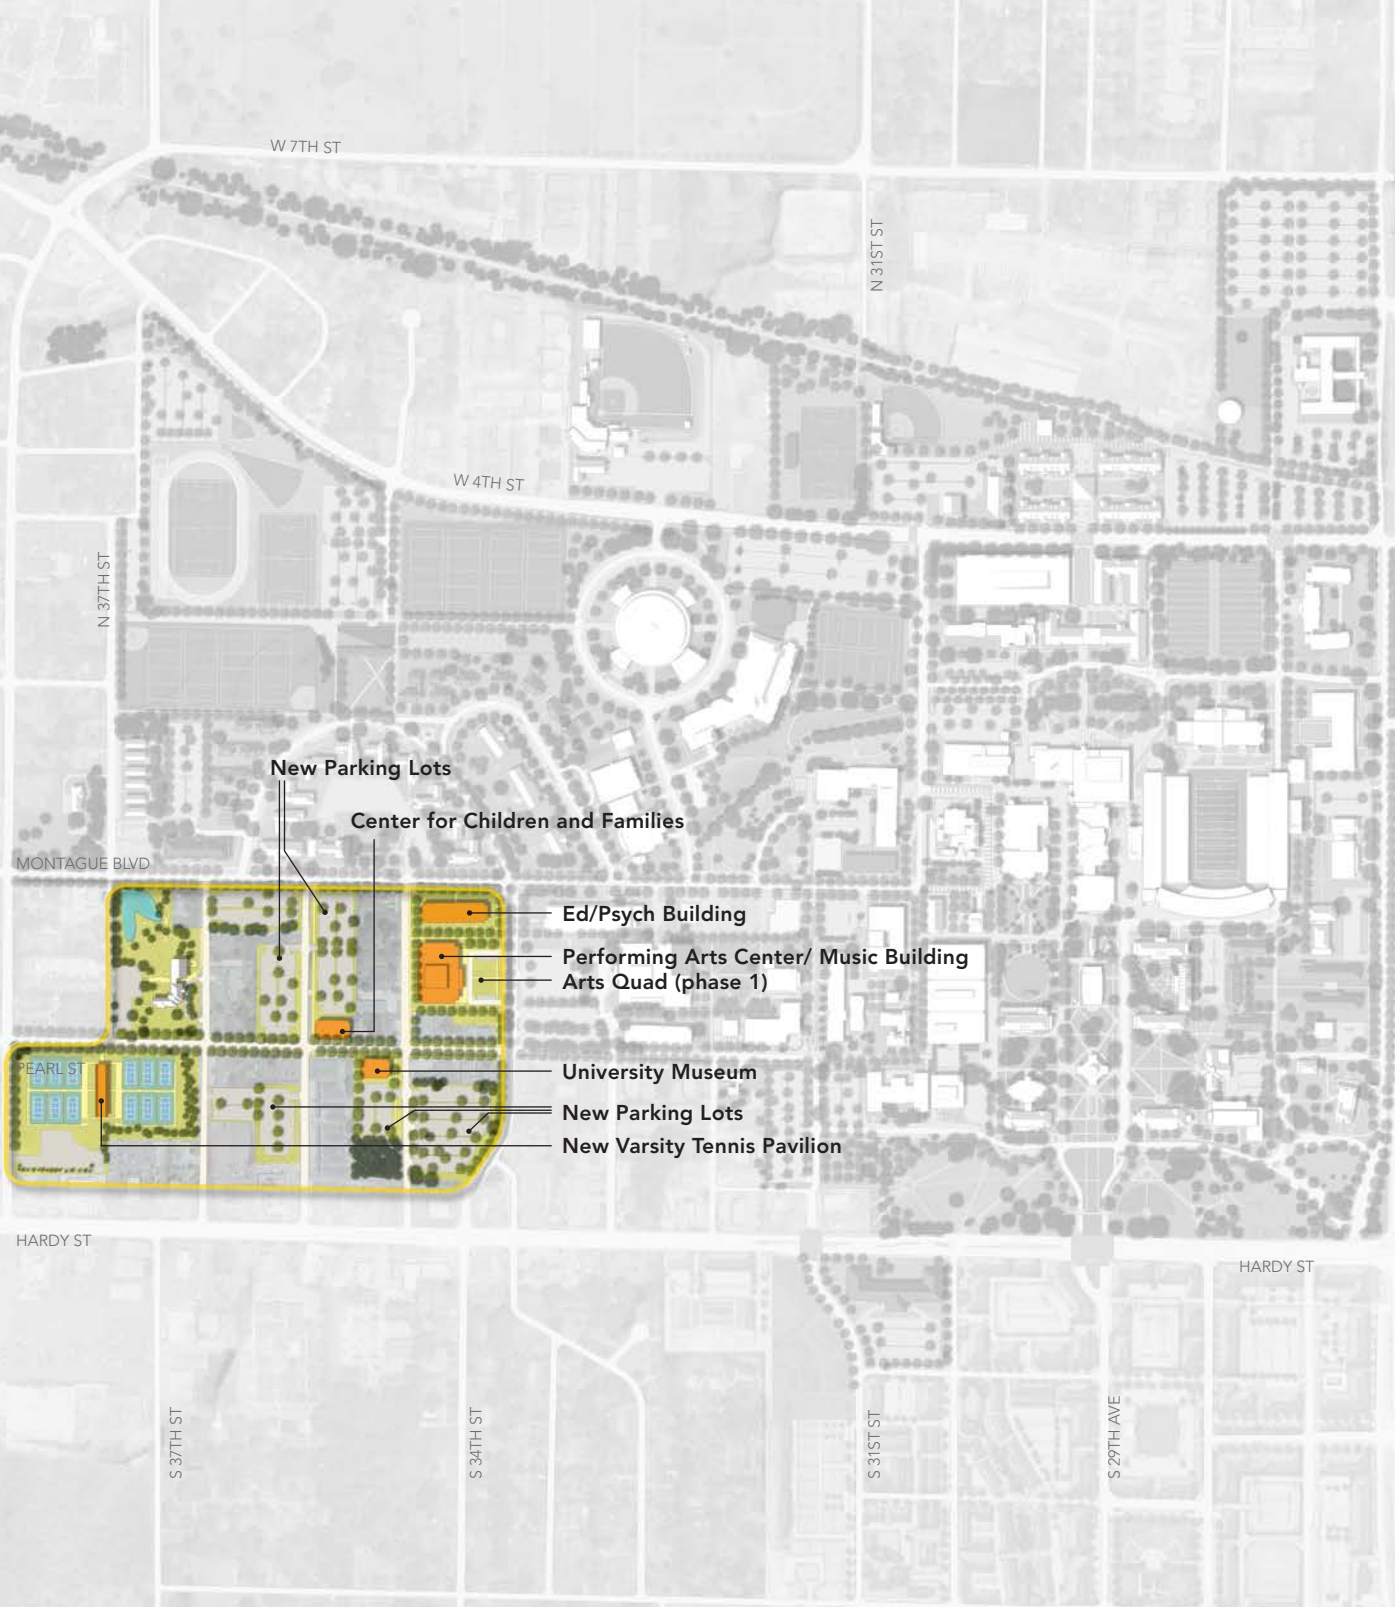 W 7TH ST
N 31ST ST
W 4TH ST
N 37TH ST
New Parking Lots
Center for Children and Families
MONTAGUE BLVD
Ed/Psych Building
Performing Arts Center/ Music Building
Arts Quad (phase 1)
PEARL ST
University Museum
New Parking Lots
New Varsity Tennis Pavilion
HARDY ST
HARDY ST
S 37TH ST
S 34TH ST
S 31ST ST
S 29TH AVE